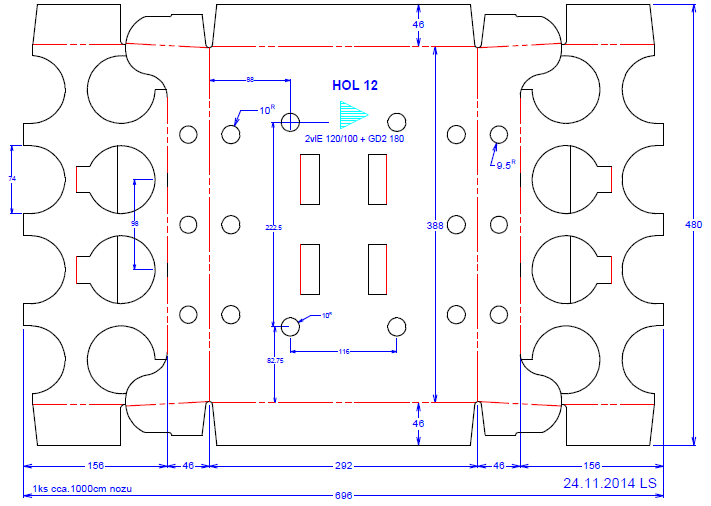 46
98
HOL 12
10R
2vlE 120/100 + GD2 180
9.5R
74
98
222.5
388
480
10R
116
82.75
46
156
46
292
46
156
1ks cca.1000cm nozu
24.11.2014 LS
696